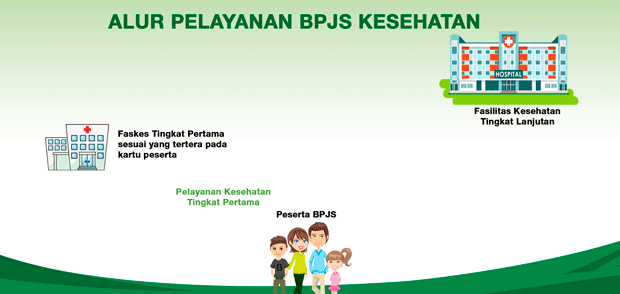 ALUR PELAYANAN BPJS KESEHATAN
HOSPITAL
Fasilitas Kesehatan
Tingkat Lanjutan
Faskes Tingkat Pertama
sesuai yang tertera pada
kartu peserta
Pelayanan Kesehatan
Tingkat Pertama
Peserta BPJS